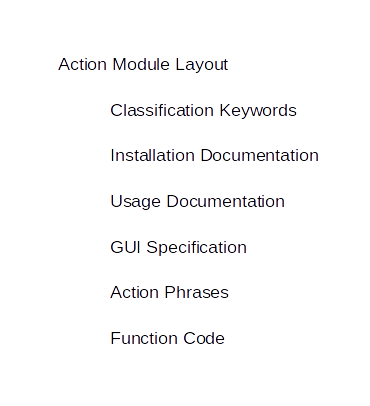 Action Module Layout
Classification Keywords
Installation Documentation
Usage Documentation
GUI Specification
Action Phrases
Function Code